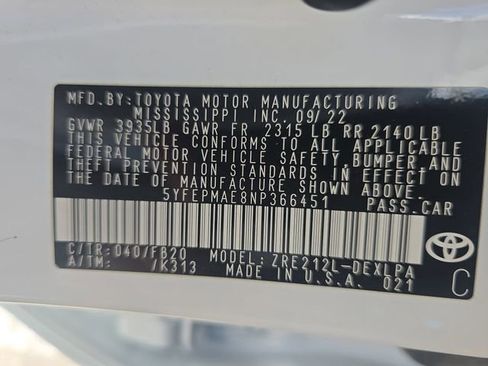 MFD.BY:TOYOTA MOTOR MANUFACTURING
MISSISSIPPI INC. 09/22
GVWR 3935LB GAWR FR 2315 LB RR 2140 LB
THIS VEHICLE CONFORMS TO ALL APPLICABLE
FEDERAL MOTOR VEHICLE SAFETY, BUMPER, AND
THEFT PREVENTION STANDARDS IN EFFECT ON
THE DATE OF MANUFACTURE SHOWN ABOVE.
5YFEPMAE8NP366451 PASS.CAR
C/TR: 040/FB20 ZRE212L-DEXLPA
A/TM: /K313 MADE IN U.S.A. 021
TOYOTA
C